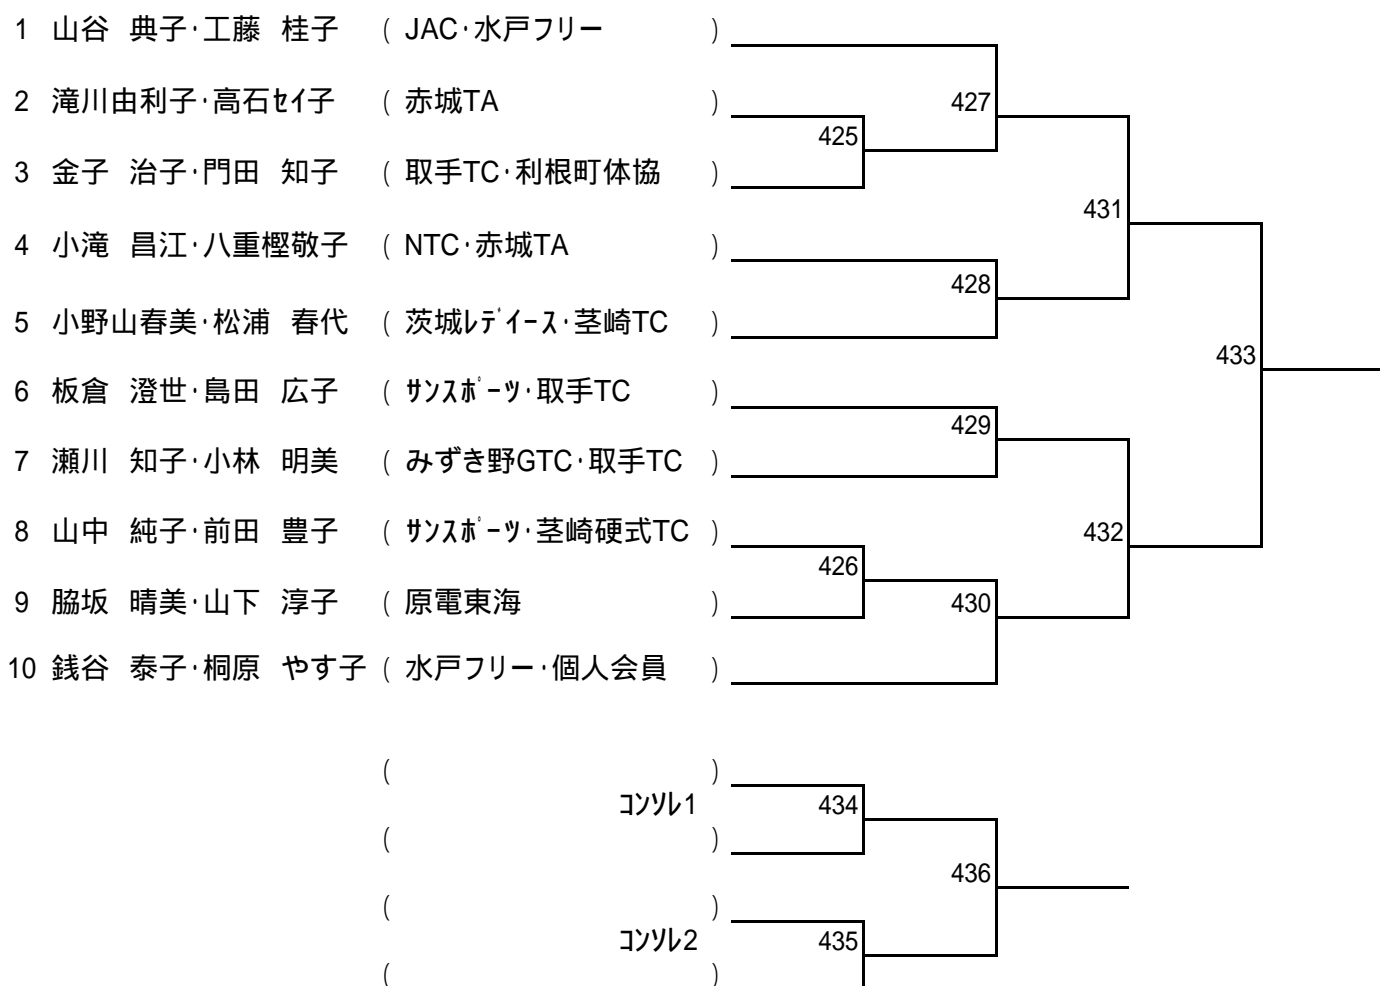 1 山谷 典子･工藤 桂子 ( JAC･水戸フリー )
2 滝川由利子･高石ｾｲ子 ( 赤城TA )
427
425
3 金子 治子･門田 知子 ( 取手TC･利根町体協 )
431
4 小滝 昌江･八重樫敬子 ( NTC･赤城TA )
428
5 小野山春美･松浦 春代 ( 茨城ﾚﾃﾞｲｰｽ･茎崎TC )
433
6 板倉 澄世･島田 広子 ( ｻﾝｽﾎﾟｰﾂ･取手TC )
429
7 瀬川 知子･小林 明美 ( みずき野GTC･取手TC )
8 山中 純子･前田 豊子 ( ｻﾝｽﾎﾟｰﾂ･茎崎硬式TC )
432
426
9 脇坂 晴美･山下 淳子 ( 原電東海 )
430
10 銭谷 泰子･桐原 やす子 ( 水戸フリー･個人会員 )
( )
ｺﾝｿﾚ1 434
( )
436
( )
ｺﾝｿﾚ2 435
( )